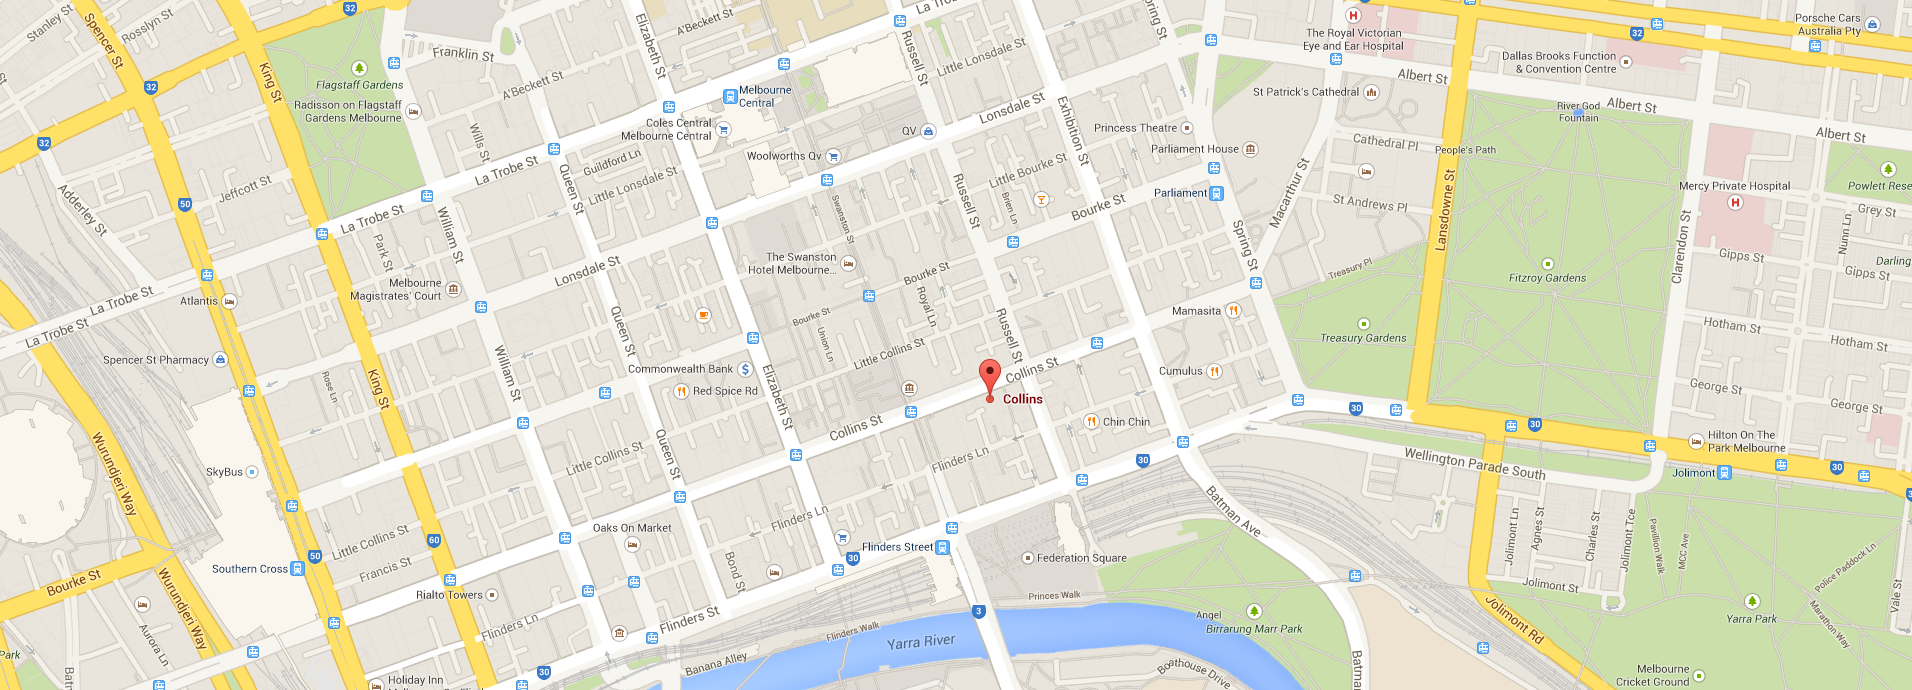 Stanley St
Rosslyn St
Spencer St
32
King St
Franklin St
A'Beckett St
Flagstaff Gardens
Radisson on Flagstaff
Gardens Melbourne
32
32
A'Beckett St
Elizabeth St
La Trobe St
Russell St
Little Lonsdale St
Spring St
Melbourne
Central
Coles Central
Melbourne Central
QV
Woolworths Qv
Lonsdale St
Exhibition St
The Royal Victorian
Eye and Ear Hospital
32
Porsche Cars
Australia Pty
Dallas Brooks Function
& Convention Centre
Albert St
St Patrick's Cathedral
River God
Fountain
Albert St
Albert St
Princess Theatre
Cathedral Pl
People's Path
Parliament House
Parliament
Macarthur St
St Andrews Pl
Lansdowne St
Mercy Private Hospital
Powlett Rese
Grey St
Nunn Ln
Gipps St
Gipps St
Darling
Clarendon St
Fitzroy Gardens
Wills St
La Trobe St
Guildford Ln
Little Lonsdale St
Queen St
Jeffcott St
50
Adderley St
La Trobe St
William St
Park St
Little Bourke St
Brien Ln
Russell St
Bourke St
Swanston St
The Swanston
Hotel Melbourne...
Lonsdale St
Melbourne
Magistrates' Court
Atlantis
La Trobe St
La Trobe St
Bourke St
Royal Ln
Bourke St
Union Ln
Little Collins St
Russell St
Spring St
Treasury Pl
Mamasita
Treasury Gardens
Hotham St
Hotham St
Queen St
Spencer St Pharmacy
Commonwealth Bank
Red Spice Rd
William St
Rose Ln
King St
Elizabeth St
Collins St
Collins
Cumulus
Chin Chin
Collins St
George St
George St
30
30
Hilton On The
Park Melbourne
Jolimont
30
Wellington Parade South
Wurundjeri Way
SkyBus
Queen St
Little Collins St
Flinders Ln
30
Batman Ave
Flinders Ln
Oaks On Market
Little Collins St
Francis St
60
50
Southern Cross
Bourke St
Wurundjeri Way
Flinders Street
30
Federation Square
Bond St
Rialto Towers
Flinders Ln
Flinders St
Princes Walk
3
Angel
Birrarung Marr Park
Jolimont Ln
Agnes St
Charles St
Jolimont Tce
Jolimont St
Jolimont Rd
Pavillion Walk
MCC Ave
Police Paddock Ln
Marathon Way
Vale St
Yarra Park
Melbourne
Cricket Ground
Yarra River
Flinders Walk
Banana Alley
Boathouse Drive
Batma
Aurora Ln
Park
Bat
30
Holiday Inn